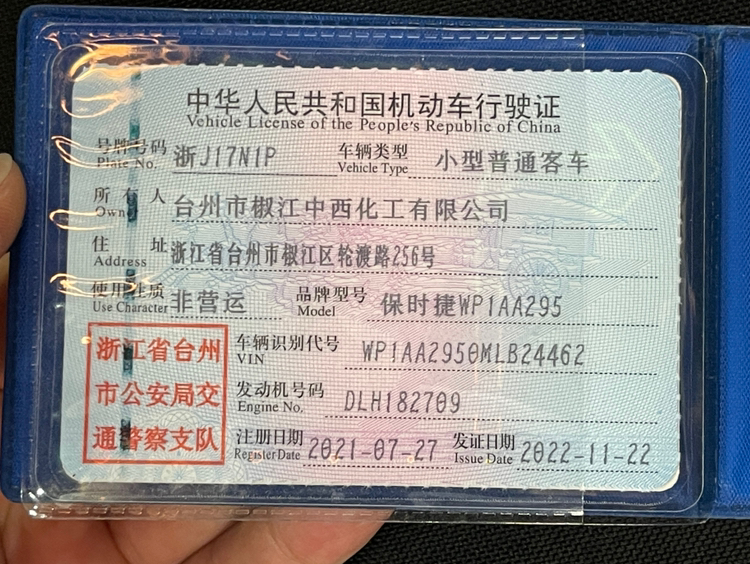 中华人民共和国机动车行驶证
Vehicle License of the People's Republic of China
号牌号码 浙J17N1P 车辆类型 小型普通客车
Plate No. Vehicle Type
所有人 台州市椒江中西化工有限公司
Owner
住址 浙江省台州市椒江区轮渡路256号
Address
使用性质 非营运 品牌型号 保时捷WP1AA295
Use Character Model
浙江省台州
市公安局交
通警察支队
车辆识别代号 WP1AA2950MLB24462
VIN
发动机号码 DLH182709
Engine No.
注册日期 2021-07-27 发证日期 2022-11-22
Register Date Issue Date